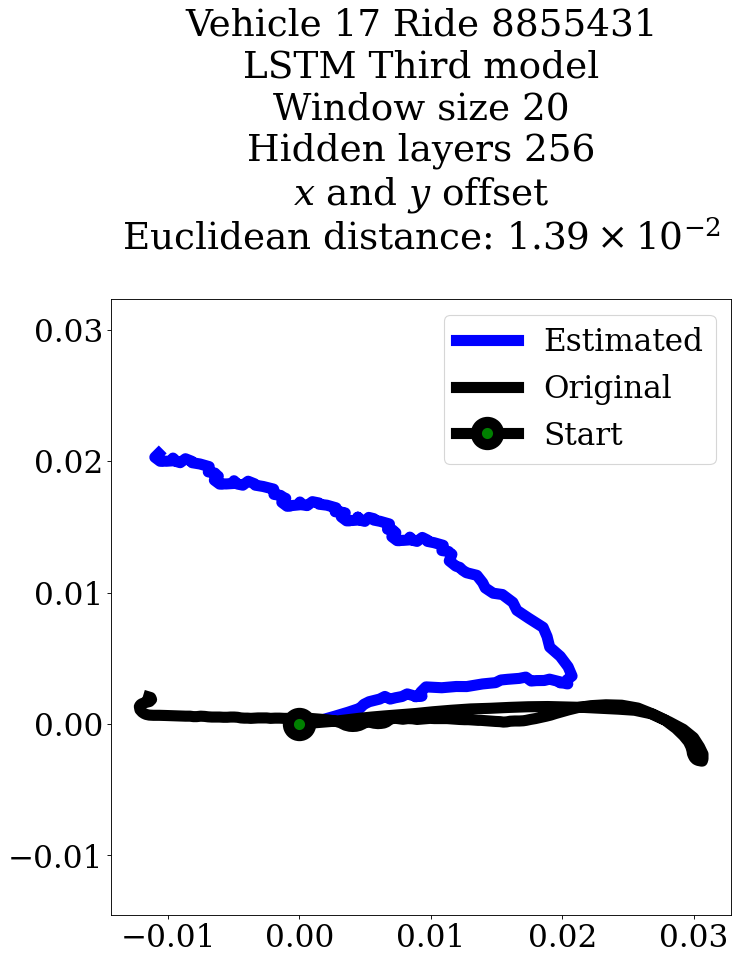 Vehicle 17 Ride 8855431
LSTM Third model
Window size 20
Hidden layers 256
x and y offset
Euclidean distance: 1.39 × 10⁻²
Estimated
Original
Start
0.03
0.02
0.01
0.00
−0.01
−0.01 0.00 0.01 0.02 0.03